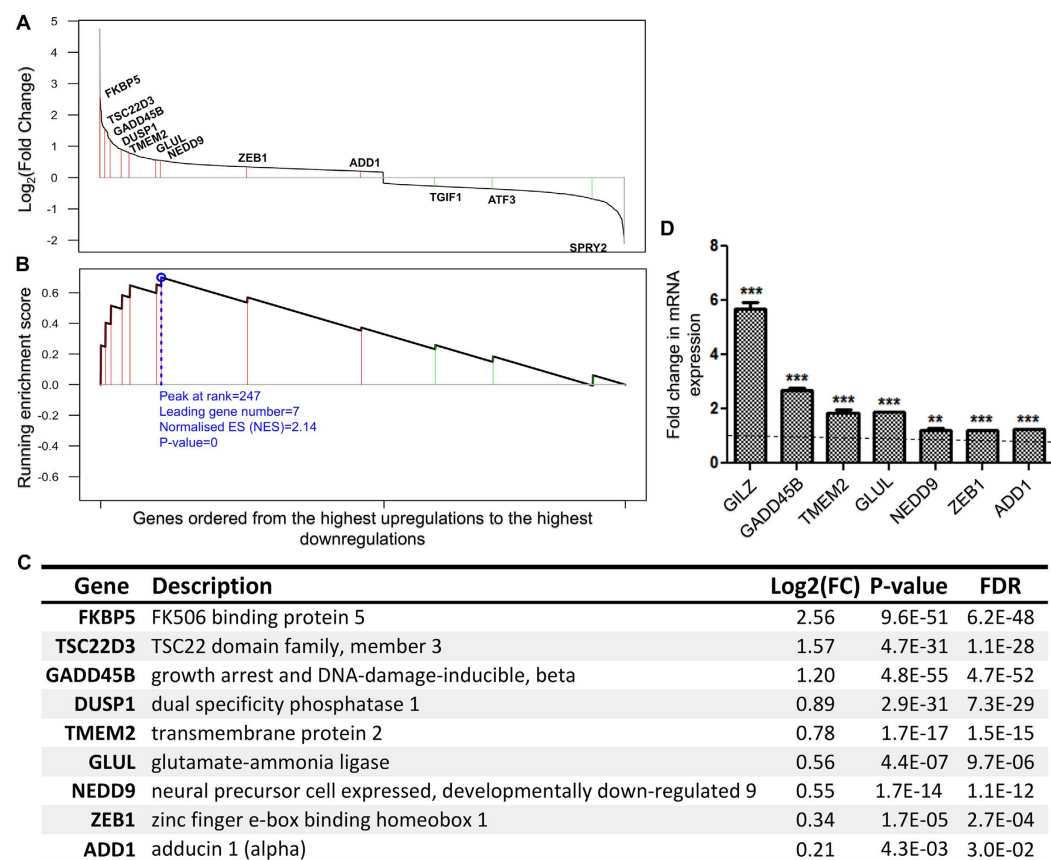 A
5
4
3
2
1
0
-1
-2
Log2(Fold Change)
FKBP5
TSC22D3
GADD45B
DUSP1
TMEM2
GLUL
NEDD9
ZEB1
ADD1
TGIF1
ATF3
SPRY2
B
0.6
0.4
0.2
0.0
-0.2
-0.4
-0.6
Running enrichment score
Peak at rank=247
Leading gene number=7
Normalised ES (NES)=2.14
P-value=0
Genes ordered from the highest upregulations to the highest
downregulations
D
8
6
4
2
0
Fold change in mRNA
expression
***
***
***
***
**
***
***
GILZ
GADD45B
TMEM2
GLUL
NEDD9
ZEB1
ADD1
C
Gene Description Log2(FC) P-value FDR
FKBP5 FK506 binding protein 5 2.56 9.6E-51 6.2E-48
TSC22D3 TSC22 domain family, member 3 1.57 4.7E-31 1.1E-28
GADD45B growth arrest and DNA-damage-inducible, beta 1.20 4.8E-55 4.7E-52
DUSP1 dual specificity phosphatase 1 0.89 2.9E-31 7.3E-29
TMEM2 transmembrane protein 2 0.78 1.7E-17 1.5E-15
GLUL glutamate-ammonia ligase 0.56 4.4E-07 9.7E-06
NEDD9 neural precursor cell expressed, developmentally down-regulated 9 0.55 1.7E-14 1.1E-12
ZEB1 zinc finger e-box binding homeobox 1 0.34 1.7E-05 2.7E-04
ADD1 adducin 1 (alpha) 0.21 4.3E-03 3.0E-02